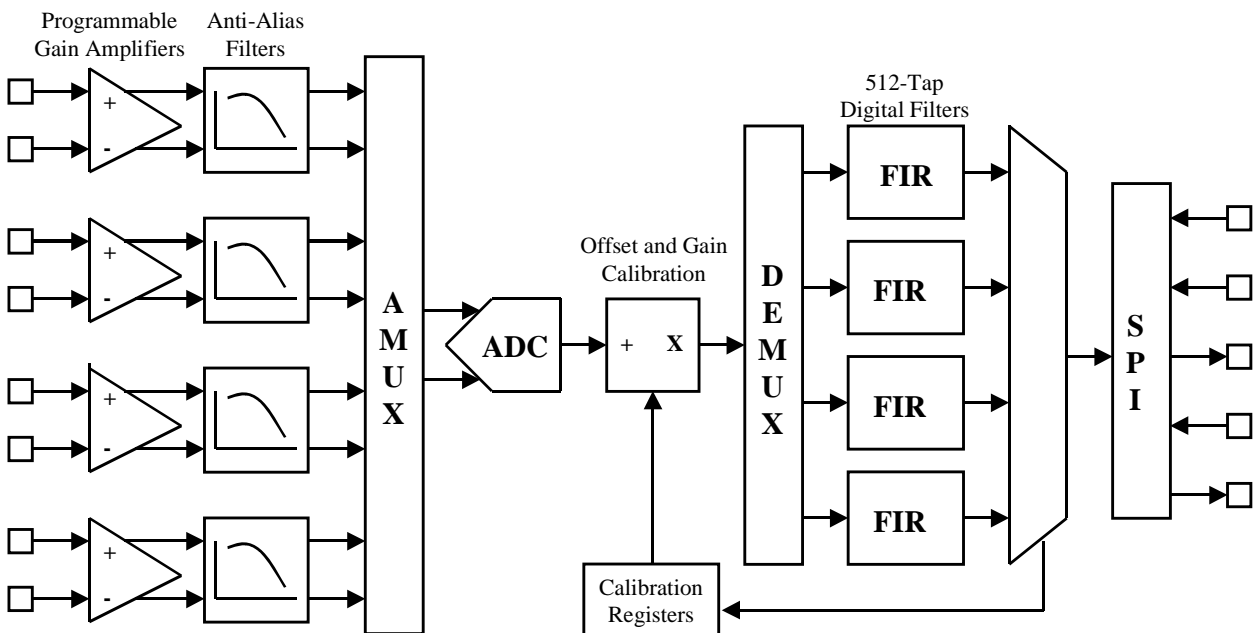 Programmable
Gain Amplifiers
Anti-Alias
Filters
+
-
+
-
+
-
+
-
A
M
U
X
ADC
Offset and Gain
Calibration
+ X
Calibration
Registers
D
E
M
U
X
512-Tap
Digital Filters
FIR
FIR
FIR
FIR
S
P
I